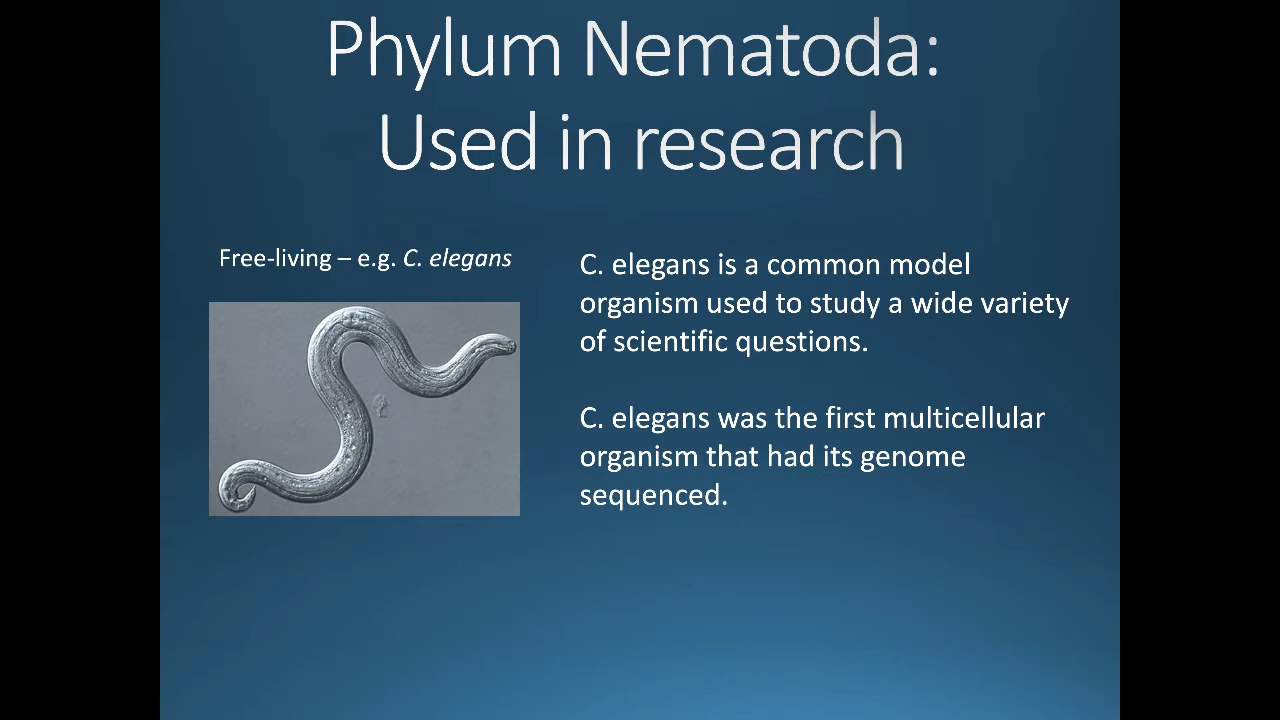 Phylum Nematoda:
Used in research
Free-living – e.g. C. elegans
C. elegans is a common model
organism used to study a wide variety
of scientific questions.
C. elegans was the first multicellular
organism that had its genome
sequenced.